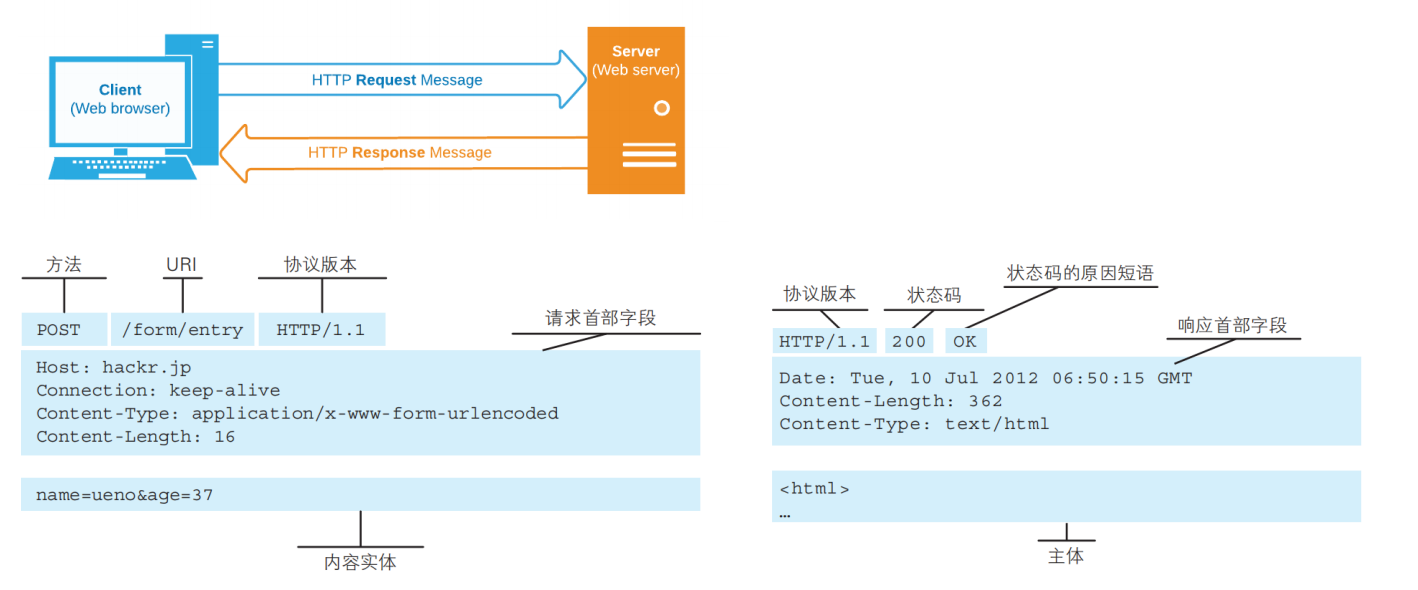 Client
(Web browser)
HTTP Request Message
HTTP Response Message
Server
(Web server)
方法
URI
协议版本
请求首部字段
POST
/form/entry
HTTP/1.1
Host: hackr.jp
Connection: keep-alive
Content-Type: application/x-www-form-urlencoded
Content-Length: 16
name=ueno&age=37
内容实体
状态码的原因短语
协议版本
状态码
响应首部字段
HTTP/1.1
200
OK
Date: Tue, 10 Jul 2012 06:50:15 GMT
Content-Length: 362
Content-Type: text/html
<html>
…
主体